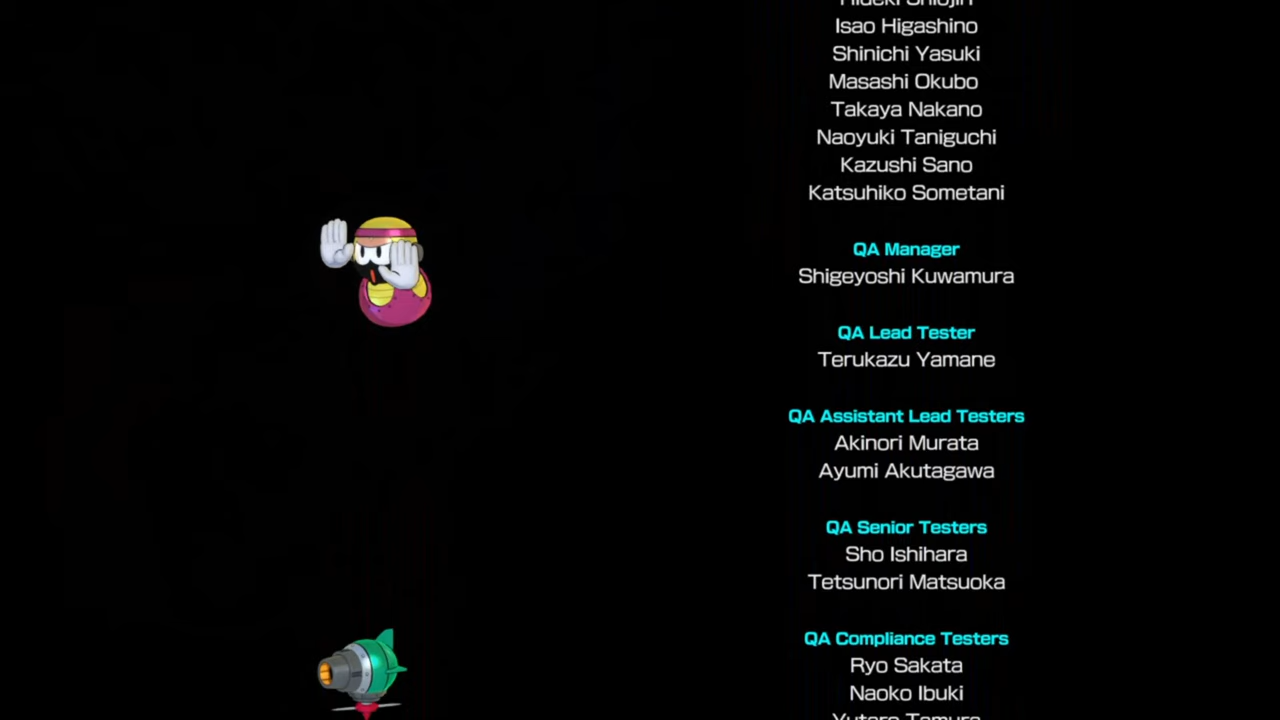 Isao Higashino
Shinichi Yasuki
Masashi Okubo
Takaya Nakano
Naoyuki Taniguchi
Kazushi Sano
Katsuhiko Sometani
QA Manager
Shigeyoshi Kuwamura
QA Lead Tester
Terukazu Yamane
QA Assistant Lead Testers
Akinori Murata
Ayumi Akutagawa
QA Senior Testers
Sho Ishihara
Tetsunori Matsuoka
QA Compliance Testers
Ryo Sakata
Naoko Ibuki